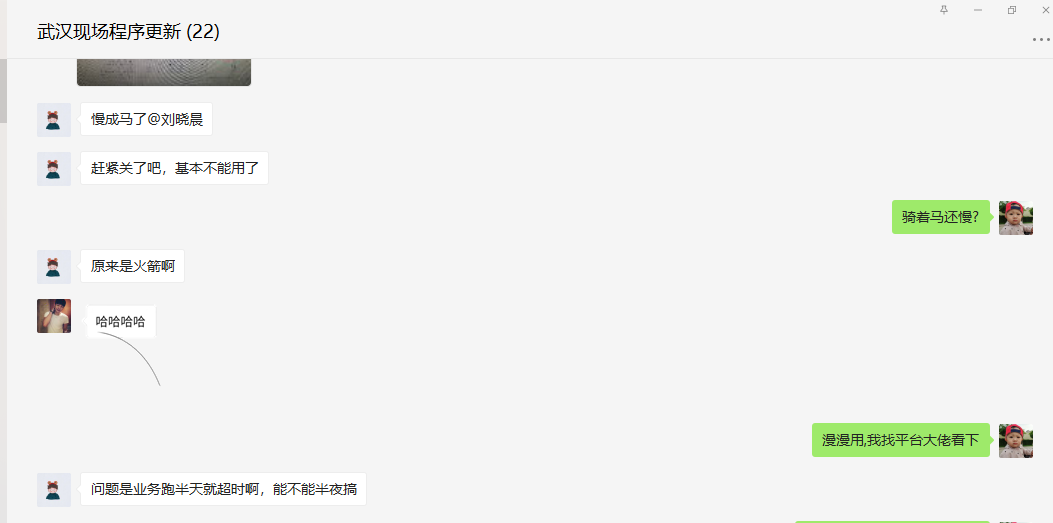 武汉现场程序更新 (22)
慢成马了@刘晓晨
赶紧关了吧，基本不能用了
骑着马还慢?
原来是火箭啊
哈哈哈哈
漫漫用,我找平台大佬看下
问题是业务跑半天就超时啊，能不能半夜搞